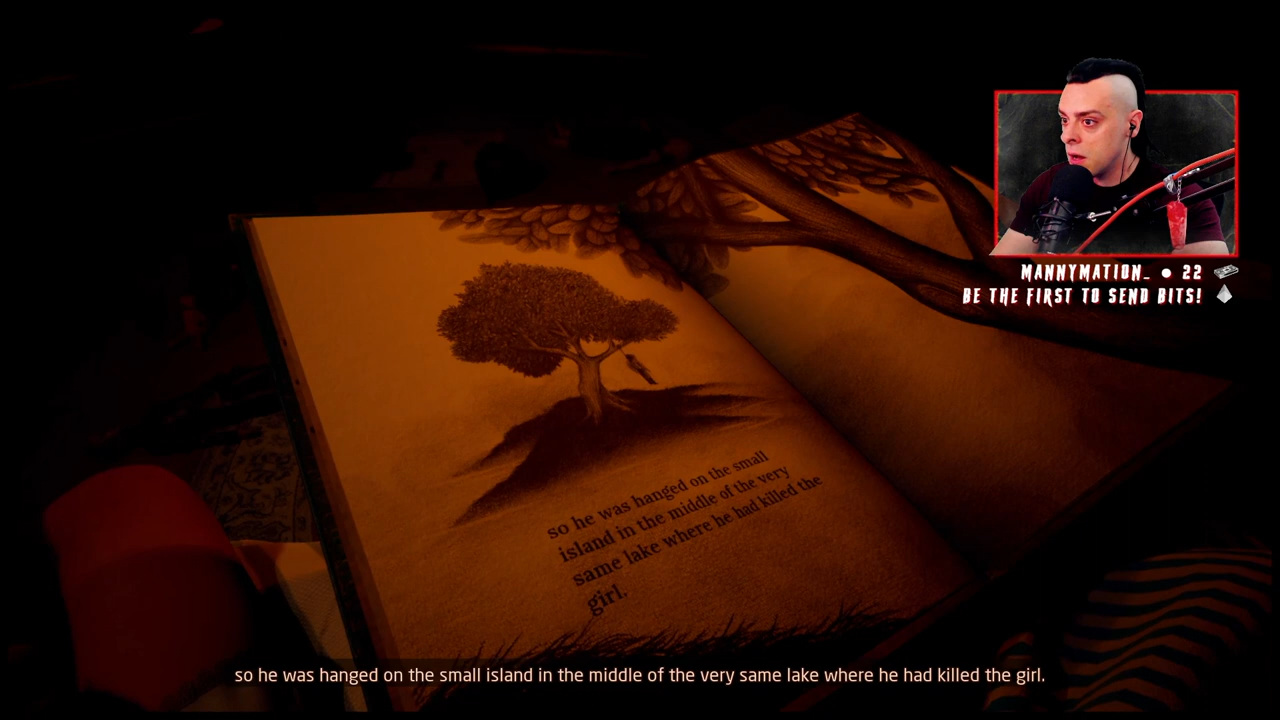 MANNYMATION_ • 22
BE THE FIRST TO SEND BITS!
so he was hanged on the small
island in the middle of the very
same lake where he had killed the
girl.
so he was hanged on the small island in the middle of the very same lake where he had killed the girl.